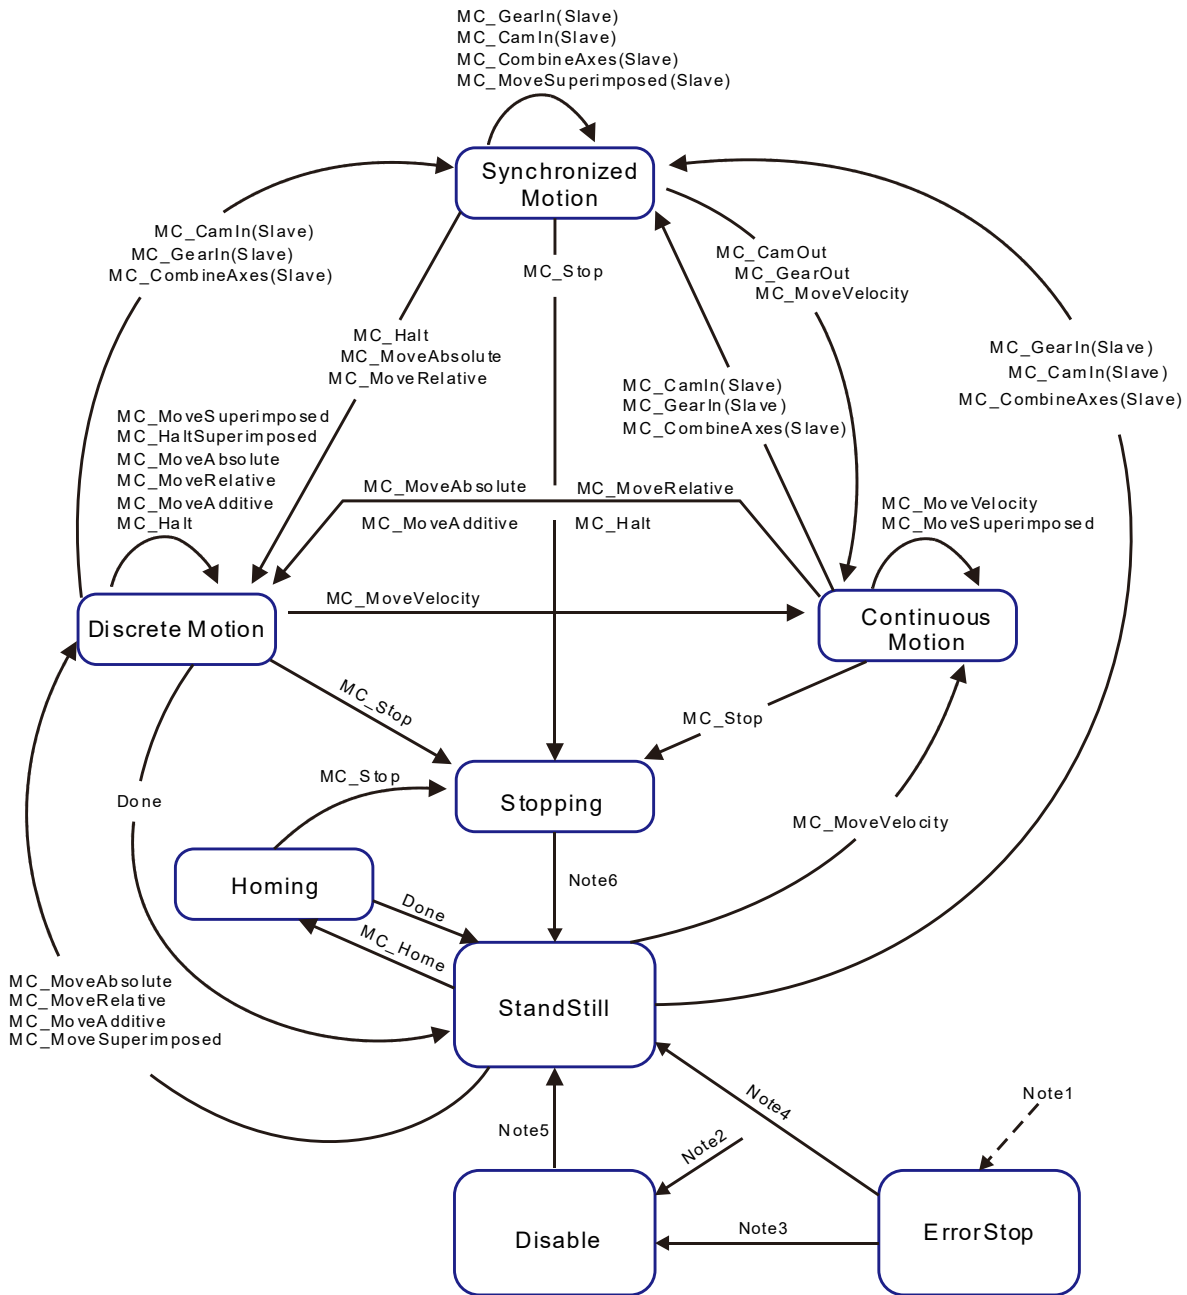 MC_GearIn(Slave)
MC_CamIn(Slave)
MC_CombineAxes(Slave)
MC_MoveSuperimposed(Slave)
Synchronized
Motion
MC_CamIn(Slave)
MC_GearIn(Slave)
MC_CombineAxes(Slave)
MC_Stop
MC_CamOut
MC_GearOut
MC_MoveVelocity
MC_Halt
MC_MoveAbsolute
MC_MoveRelative
MC_GearIn(Slave)
MC_CamIn(Slave)
MC_CombineAxes(Slave)
MC_CamIn(Slave)
MC_GearIn(Slave)
MC_CombineAxes(Slave)
MC_MoveSuperimposed
MC_HaltSuperimposed
MC_MoveAbsolute
MC_MoveRelative
MC_MoveAdditive
MC_Halt
MC_MoveAbsolute
MC_MoveRelative
MC_MoveAdditive
MC_Halt
MC_MoveVelocity
MC_MoveSuperimposed
MC_MoveVelocity
Discrete Motion
Continuous
Motion
MC_Stop
MC_Stop
MC_Stop
Done
Stopping
MC_MoveVelocity
Homing
Note6
Done
MC_Home
MC_MoveAbsolute
MC_MoveRelative
MC_MoveAdditive
MC_MoveSuperimposed
StandStill
Note4
Note1
Note5
Note2
Note3
Disable
ErrorStop